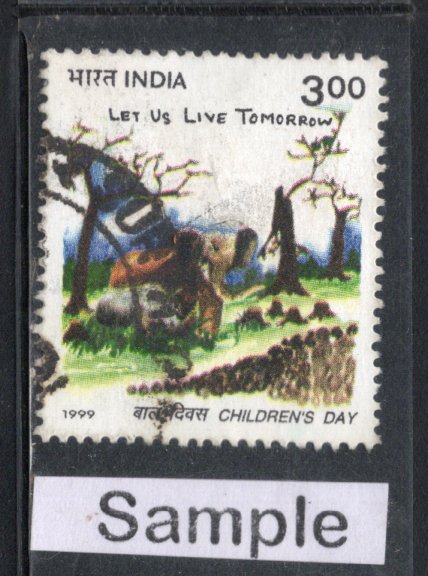 भारत INDIA 3.00
LET US LIVE TOMORROW
1999 बाल दिवस CHILDREN'S DAY
Sample